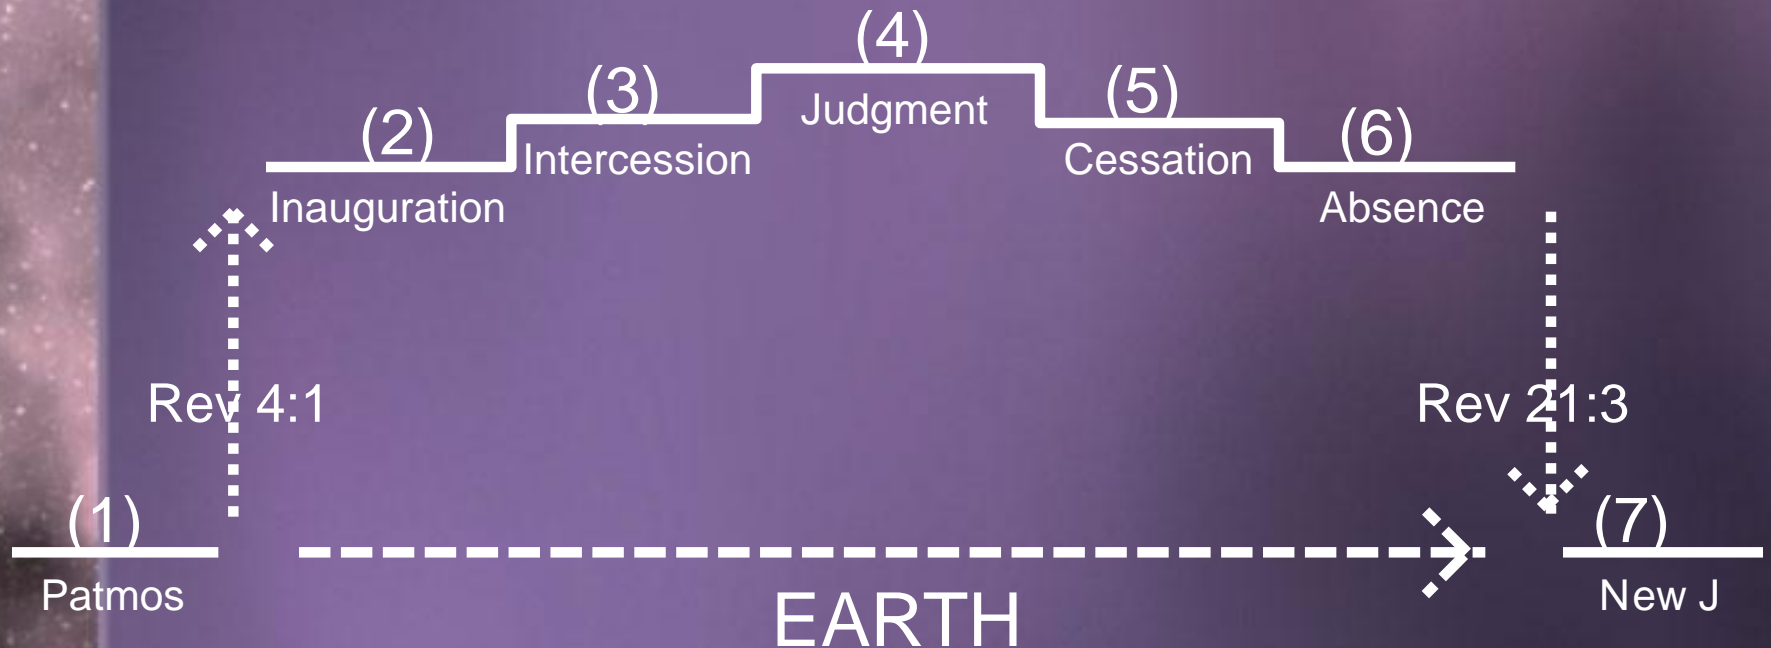 (4)
(3)
Judgment
(5)
(2)
Intercession
Cessation
(6)
Inauguration
Absence
Rev 4:1
Rev 21:3
(1)
(7)
Patmos
EARTH
New J